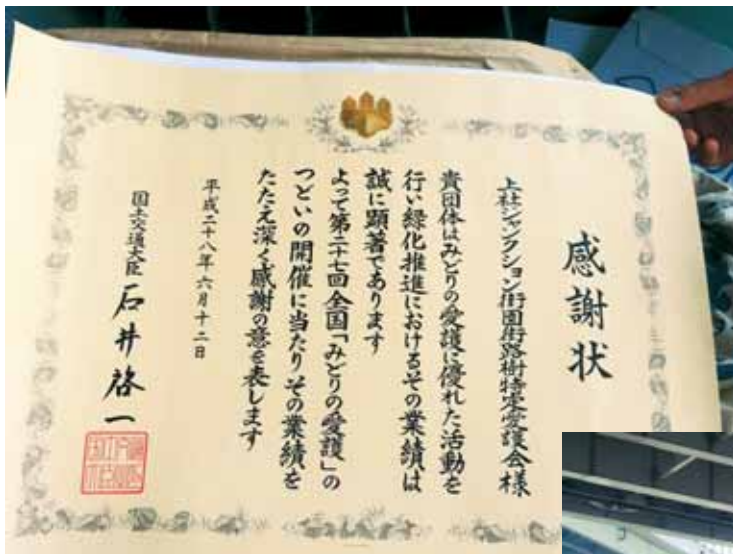 感謝状
上社ジャンクション街園街路樹特定愛護会様
貴団体はみどりの愛護に優れた活動を
行い緑化推進におけるその業績は
誠に顕著であります
よって第二十七回全国「みどりの愛護」の
つどいの開催に当たりその業績を
たたえ深く感謝の意を表します
平成二十八年六月十二日
国土交通大臣 石井啓一